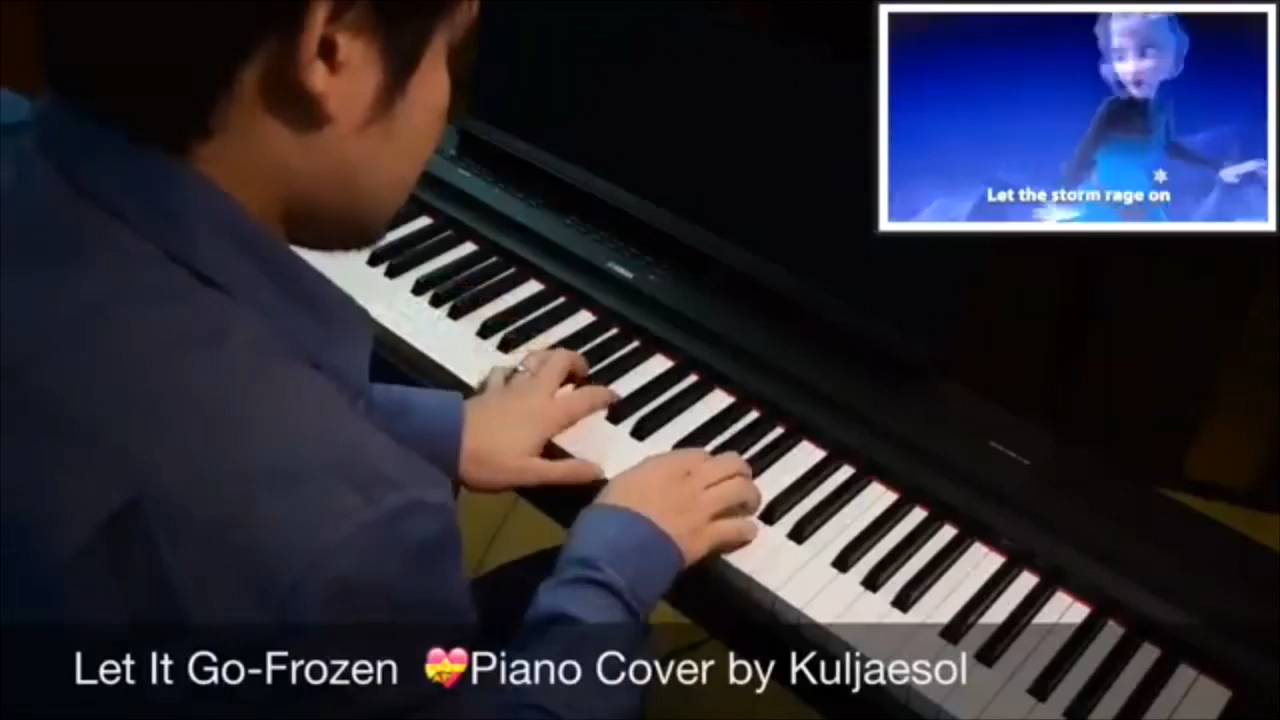 Let the storm rage on
Let It Go-Frozen 💝Piano Cover by Kuljaesol